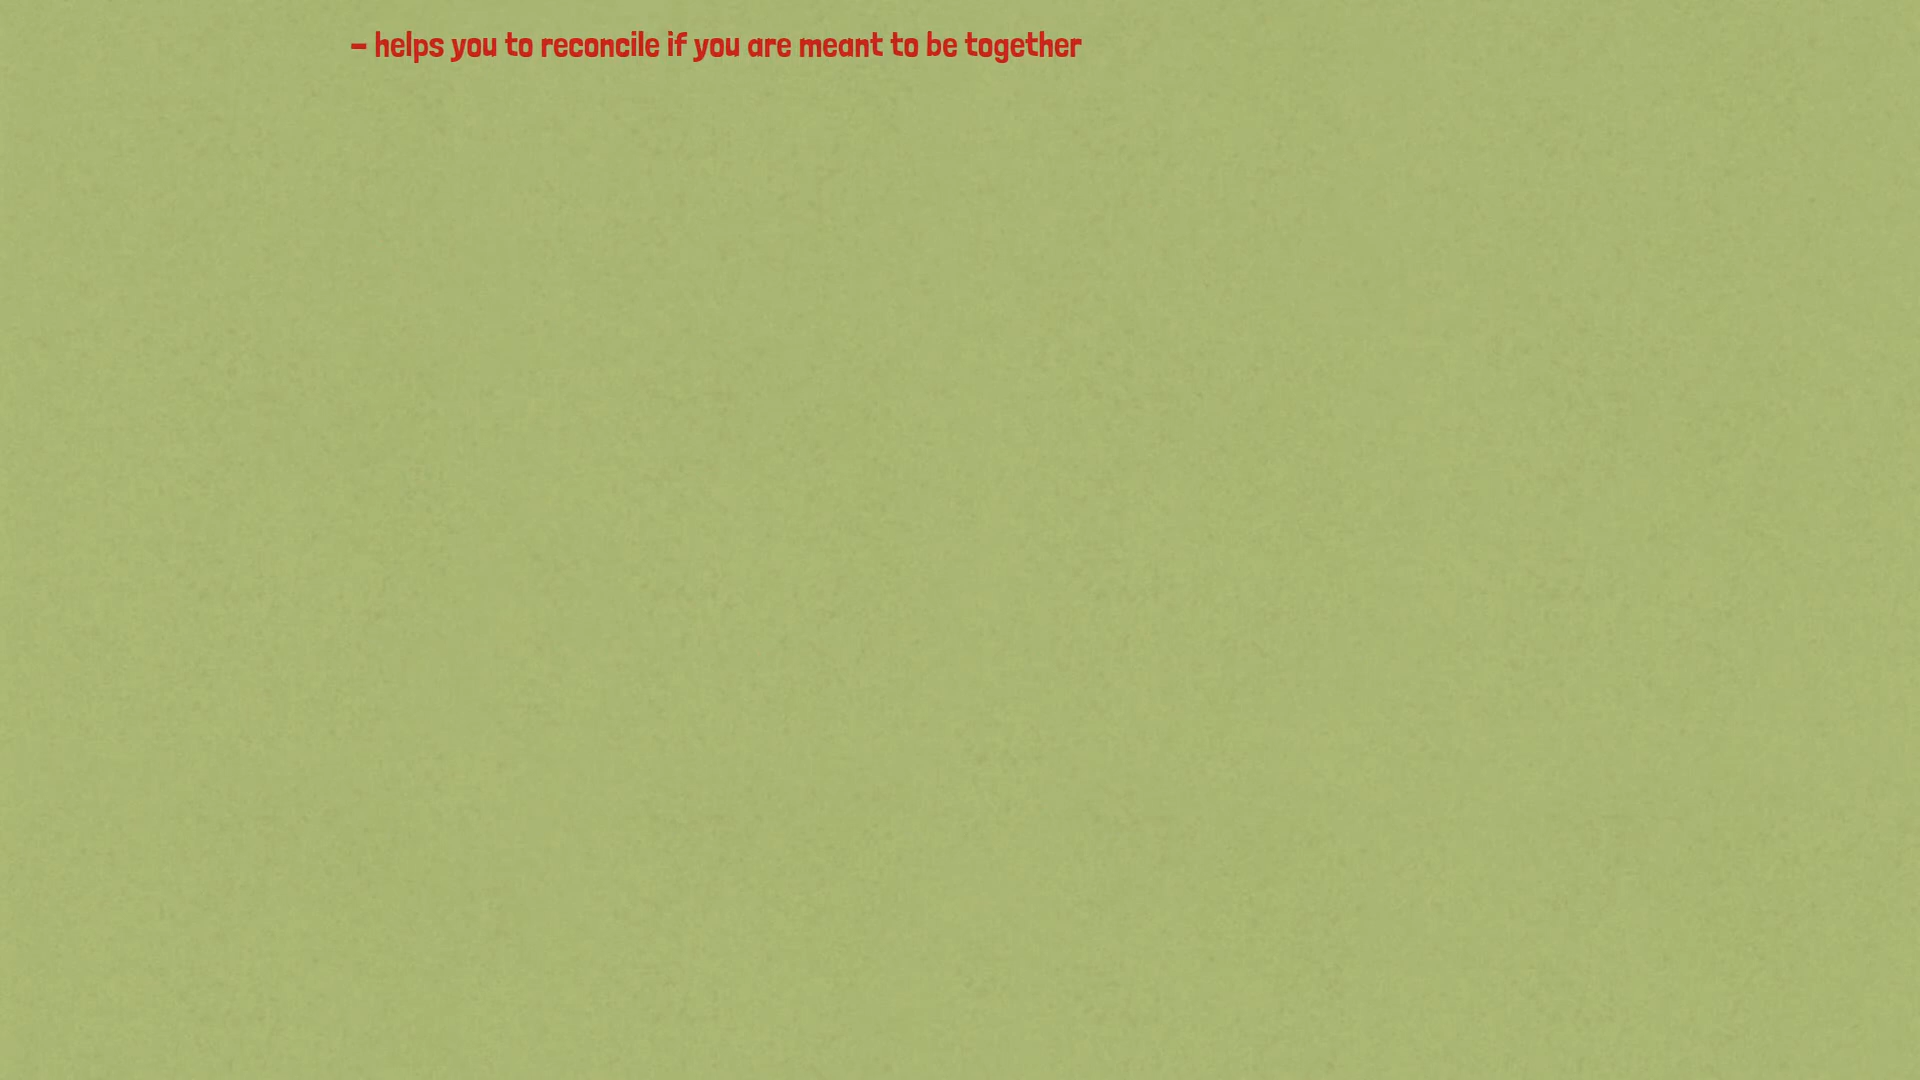 – helps you to reconcile if you are meant to be together